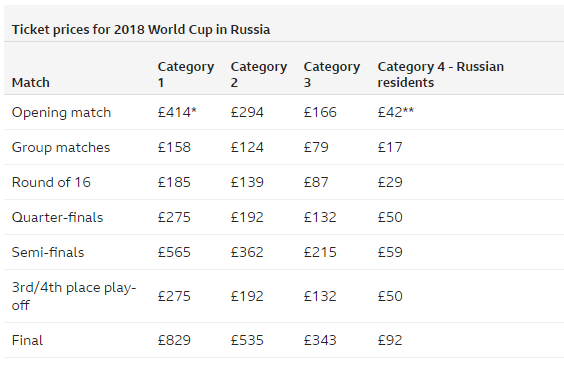 Ticket prices for 2018 World Cup in Russia
Match Category 1 Category 2 Category 3 Category 4 - Russian residents
Opening match £414* £294 £166 £42**
Group matches £158 £124 £79 £17
Round of 16 £185 £139 £87 £29
Quarter-finals £275 £192 £132 £50
Semi-finals £565 £362 £215 £59
3rd/4th place play-off £275 £192 £132 £50
Final £829 £535 £343 £92